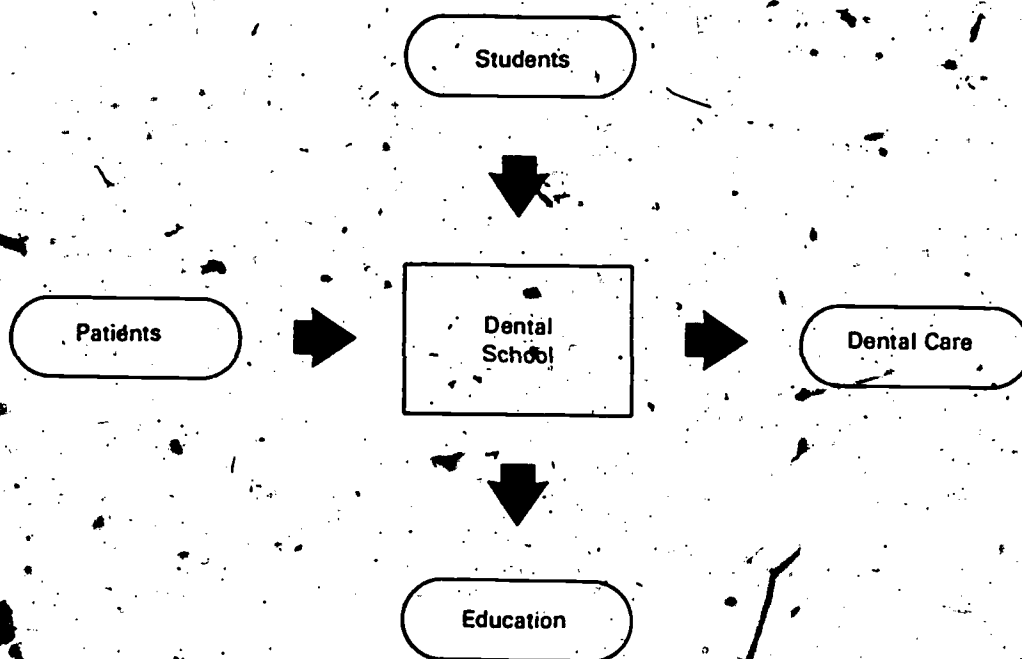 Students
Patients
Dental
School
Dental Care
Education